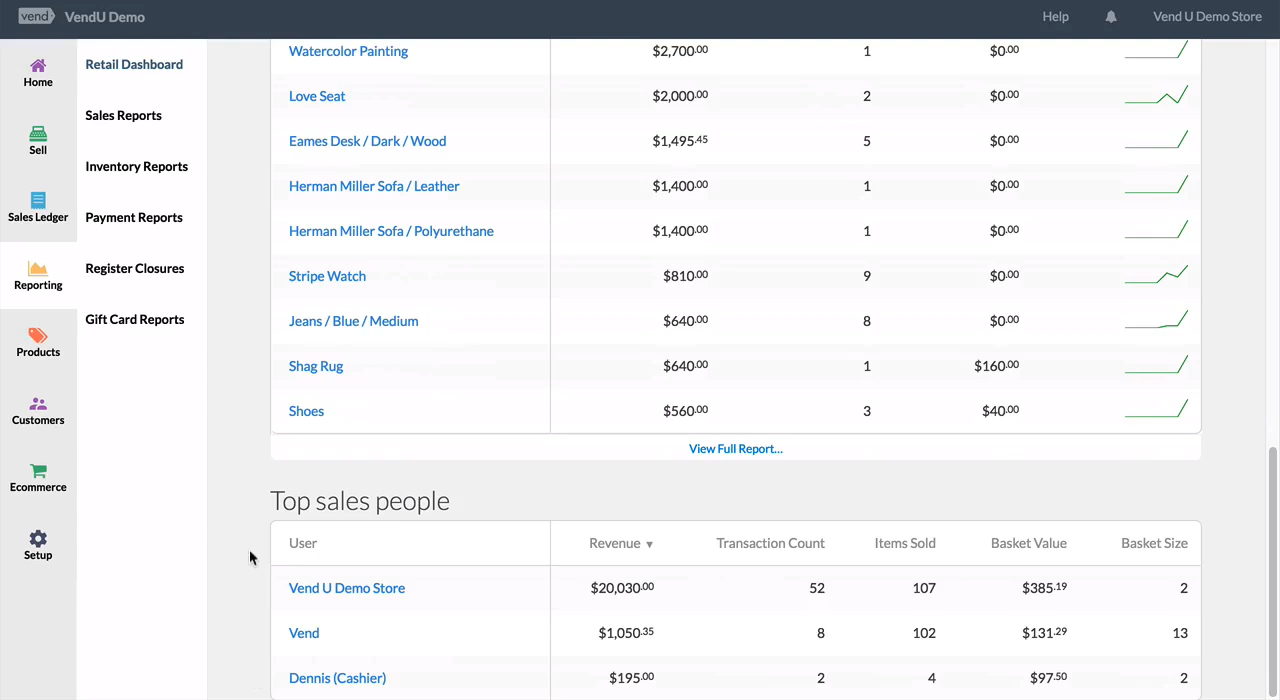 vend VendU Demo Help Vend U Demo Store
Home
Sell
Sales Ledger
Reporting
Products
Customers
Ecommerce
Setup
Retail Dashboard
Sales Reports
Inventory Reports
Payment Reports
Register Closures
Gift Card Reports
Watercolor Painting $2,700.00 1 $0.00
Love Seat $2,000.00 2 $0.00
Eames Desk / Dark / Wood $1,495.45 5 $0.00
Herman Miller Sofa / Leather $1,400.00 1 $0.00
Herman Miller Sofa / Polyurethane $1,400.00 1 $0.00
Stripe Watch $810.00 9 $0.00
Jeans / Blue / Medium $640.00 8 $0.00
Shag Rug $640.00 1 $160.00
Shoes $560.00 3 $40.00
View Full Report...
Top sales people
User Revenue ▼ Transaction Count Items Sold Basket Value Basket Size
Vend U Demo Store $20,030.00 52 107 $385.19 2
Vend $1,050.35 8 102 $131.29 13
Dennis (Cashier) $195.00 2 4 $97.50 2